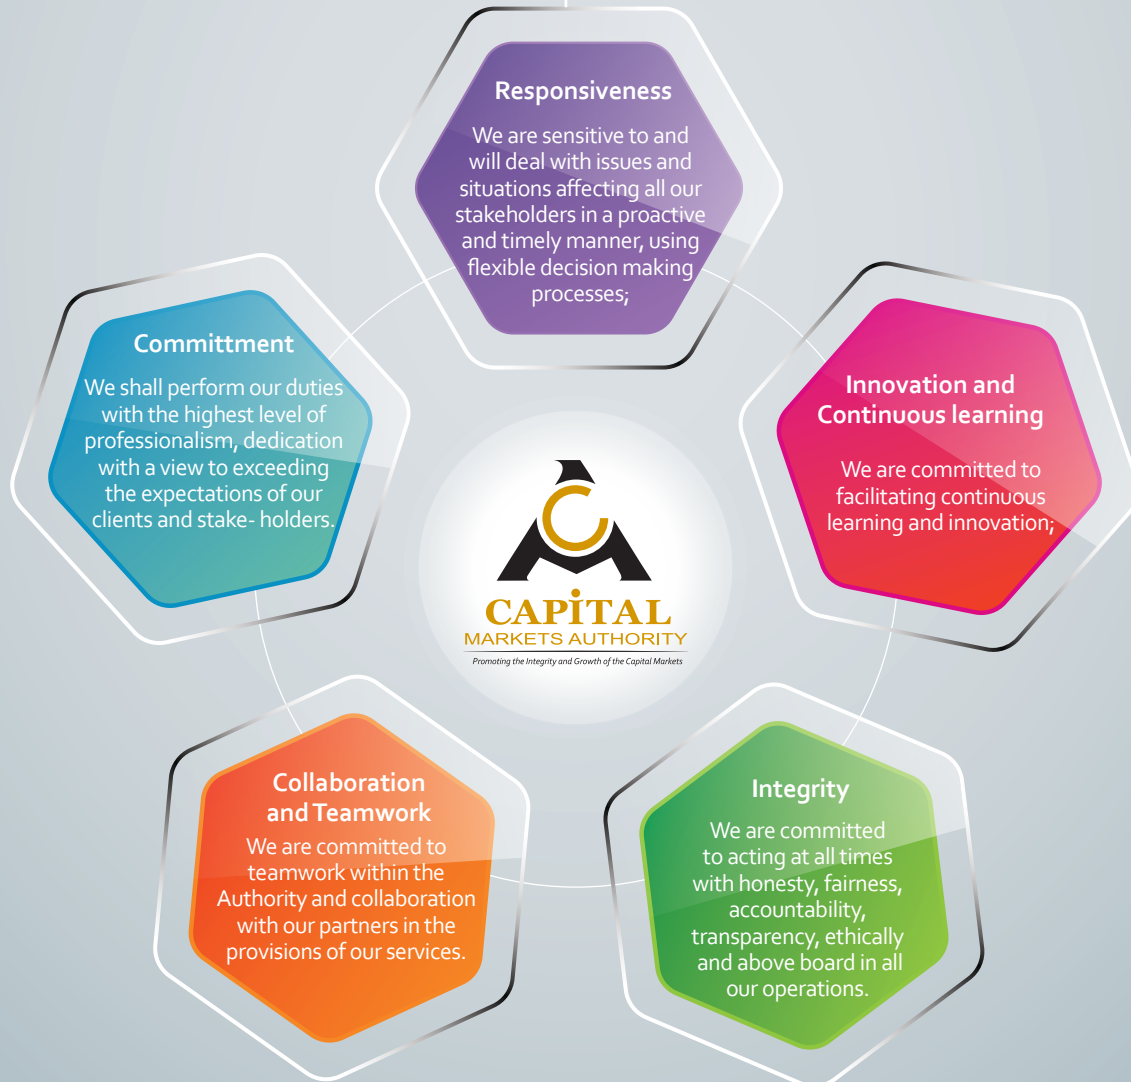 Responsiveness
We are sensitive to and
will deal with issues and
situations affecting all our
stakeholders in a proactive
and timely manner, using
flexible decision making
processes;
Committment
We shall perform our duties
with the highest level of
professionalism, dedication
with a view to exceeding
the expectations of our
clients and stake- holders.
Innovation and
Continuous learning
We are committed to
facilitating continuous
learning and innovation;
CAPİTAL
MARKETS AUTHORITY
Promoting the Integrity and Growth of the Capital Markets
Collaboration
and Teamwork
We are committed to
teamwork within the
Authority and collaboration
with our partners in the
provisions of our services.
Integrity
We are committed
to acting at all times
with honesty, fairness,
accountability,
transparency, ethically
and above board in all
our operations.